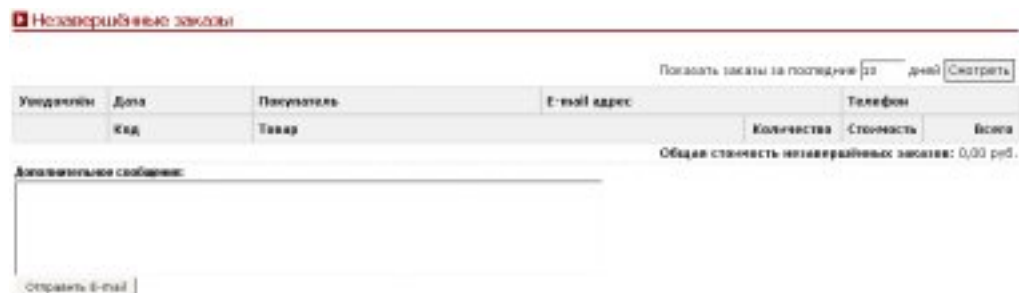 Незавершённые заказы
Показать заказы за последние 10 дней Смотреть
Уведомлён Дата Покупатель E-mail адрес Телефон
Код Товар Количество Стоимость Всего
Общая стоимость незавершённых заказов: 0,00 руб.
Дополнительное сообщение:
Отправить E-mail